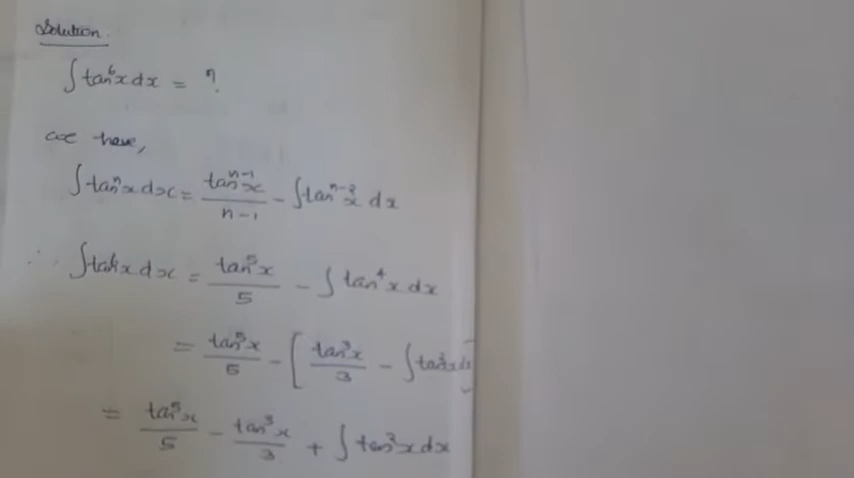 Solution.
∫tan⁶x dx = ?
we have,
∫tanⁿx dx = tanⁿ⁻¹x / n-1 - ∫tanⁿ⁻²x dx
∴ ∫tan⁶x dx = tan⁵x / 5 - ∫tan⁴x dx
= tan⁵x / 5 - [tan³x / 3 - ∫tan²x dx]
= tan⁵x / 5 - tan³x / 3 + ∫tan²x dx